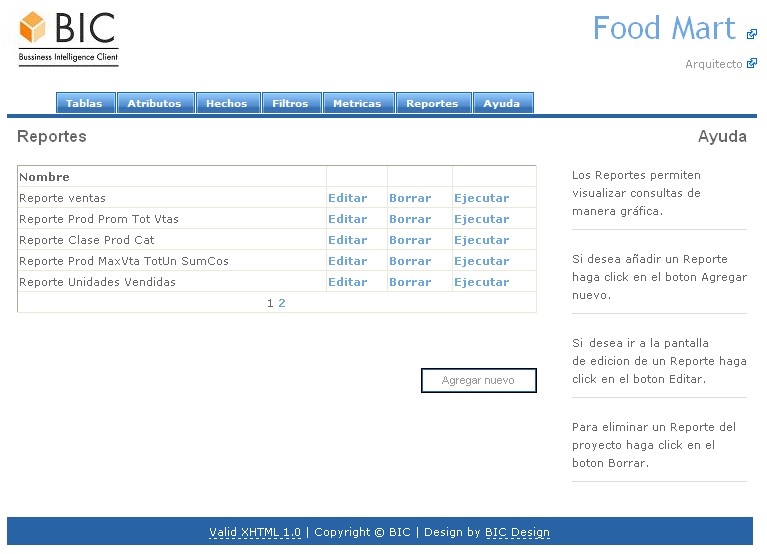 BIC
Bussiness Intelligence Client
Food Mart
Arquitecto
Tablas Atributos Hechos Filtros Metricas Reportes Ayuda
Reportes
Nombre
Reporte ventas Editar Borrar Ejecutar
Reporte Prod Prom Tot Vtas Editar Borrar Ejecutar
Reporte Clase Prod Cat Editar Borrar Ejecutar
Reporte Prod MaxVta TotUn SumCos Editar Borrar Ejecutar
Reporte Unidades Vendidas Editar Borrar Ejecutar
1 2
Agregar nuevo
Ayuda
Los Reportes permiten
visualizar consultas de
manera gráfica.
Si desea añadir un Reporte
haga click en el boton Agregar
nuevo.
Si desea ir a la pantalla
de edicion de un Reporte haga
click en el boton Editar.
Para eliminar un Reporte del
proyecto haga click en el
boton Borrar.
Valid XHTML 1.0 | Copyright © BIC | Design by BIC Design